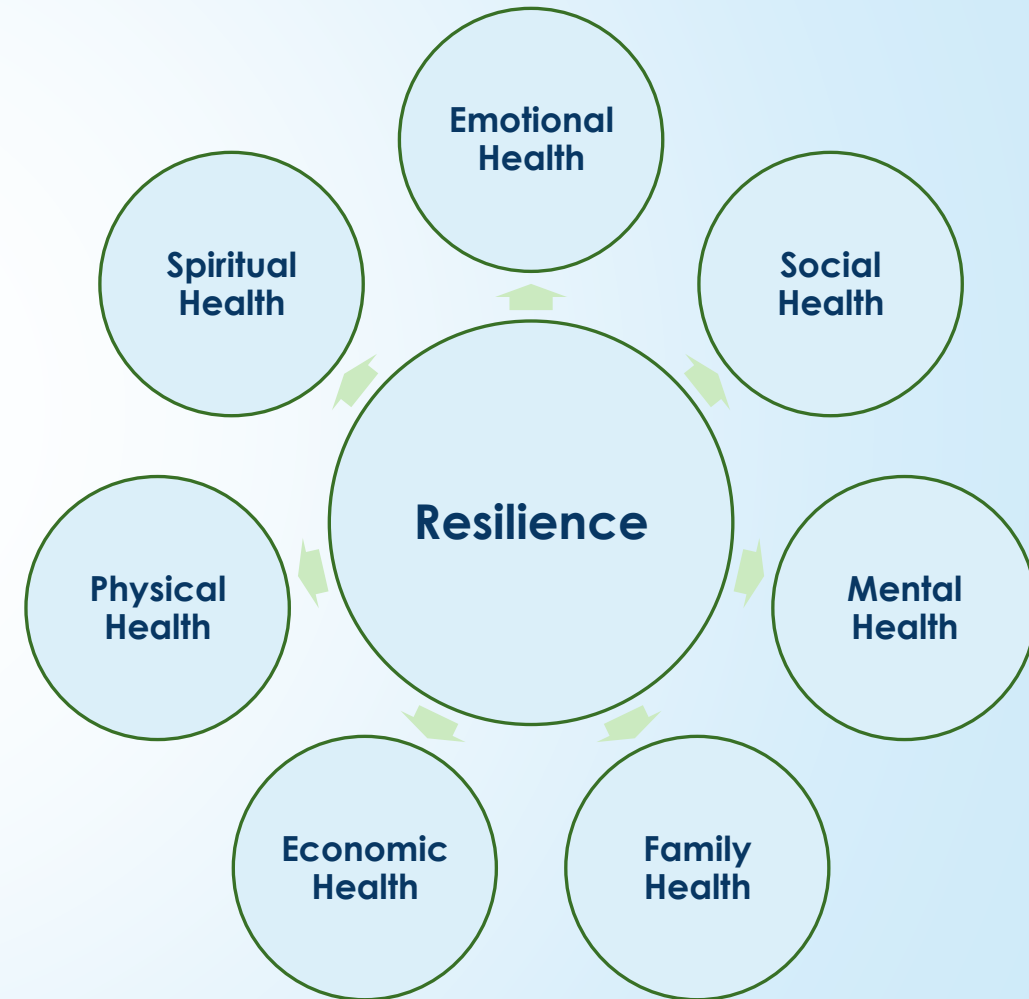 Emotional
Health
Spiritual
Health
Social
Health
Resilience
Physical
Health
Mental
Health
Economic
Health
Family
Health